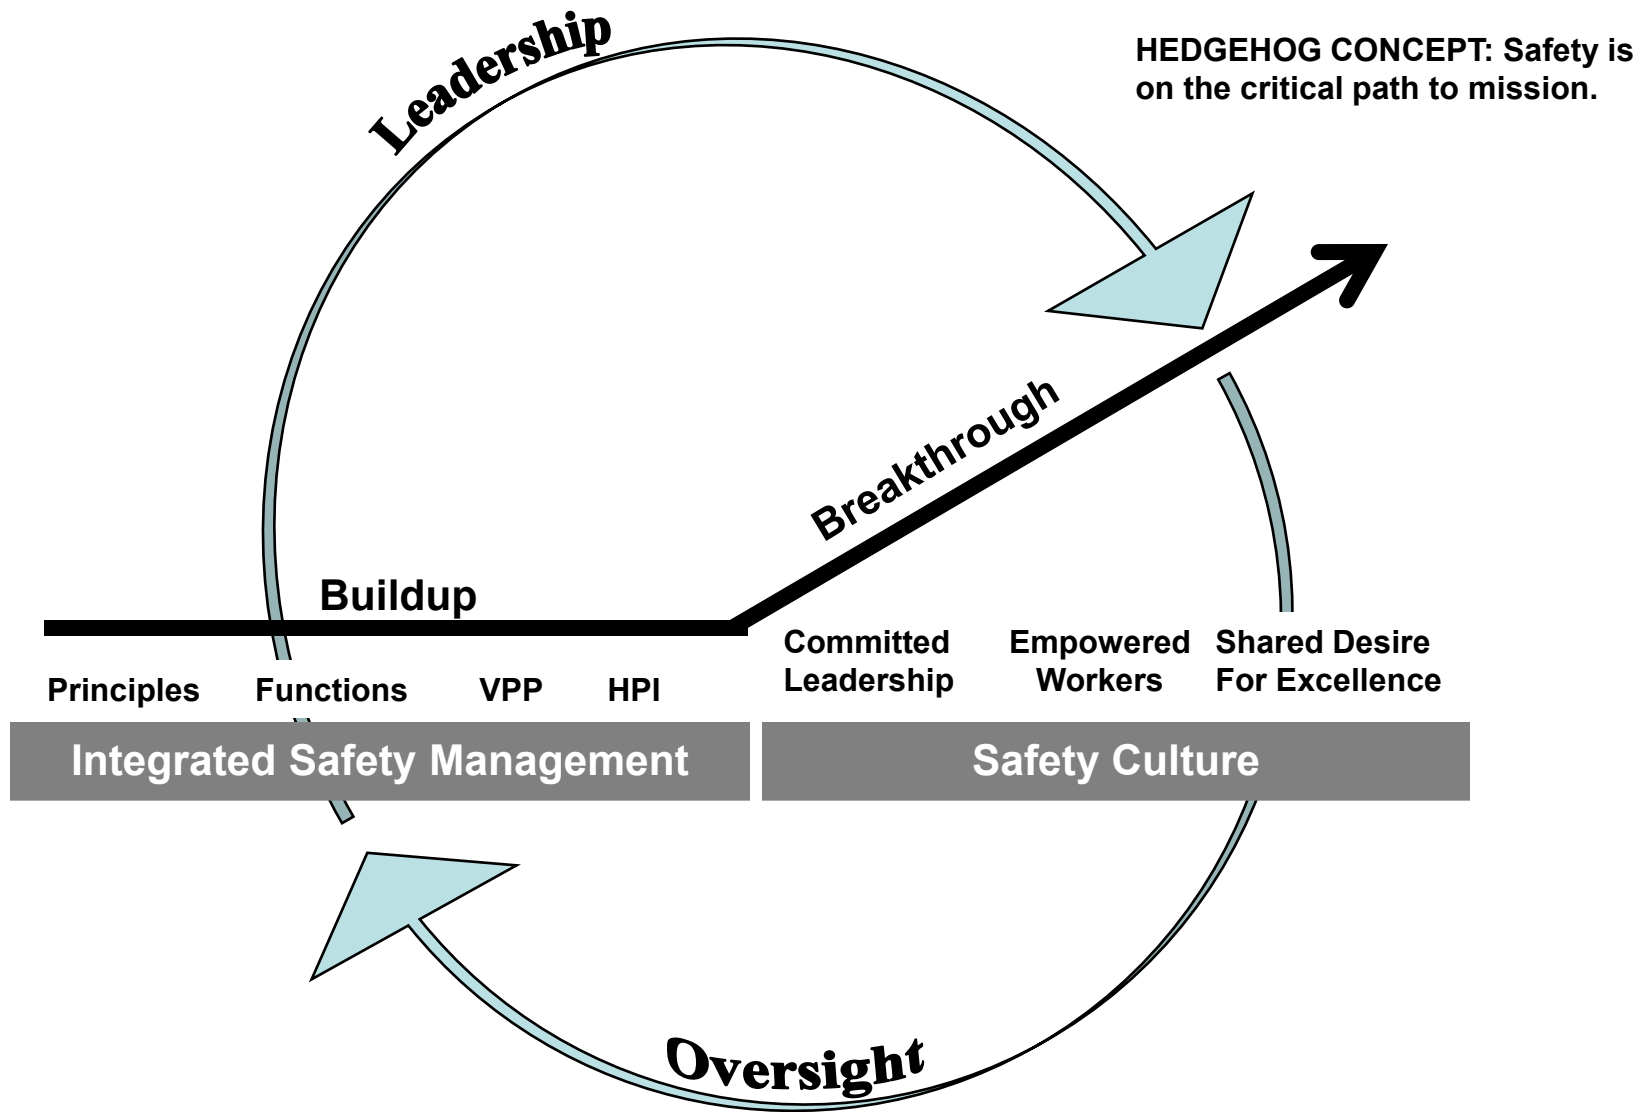 Leadership
HEDGEHOG CONCEPT: Safety is
on the critical path to mission.
Breakthrough
Buildup
Principles Functions VPP HPI
Committed
Leadership
Empowered
Workers
Shared Desire
For Excellence
Integrated Safety Management
Safety Culture
Oversight